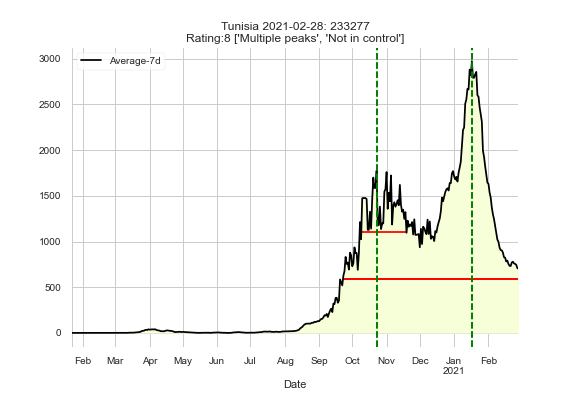 Tunisia 2021-02-28: 233277
Rating:8 ['Multiple peaks', 'Not in control']
Average-7d
3000
2500
2000
1500
1000
500
0
Feb Mar Apr May Jun Jul Aug Sep Oct Nov Dec Jan Feb
2021
Date